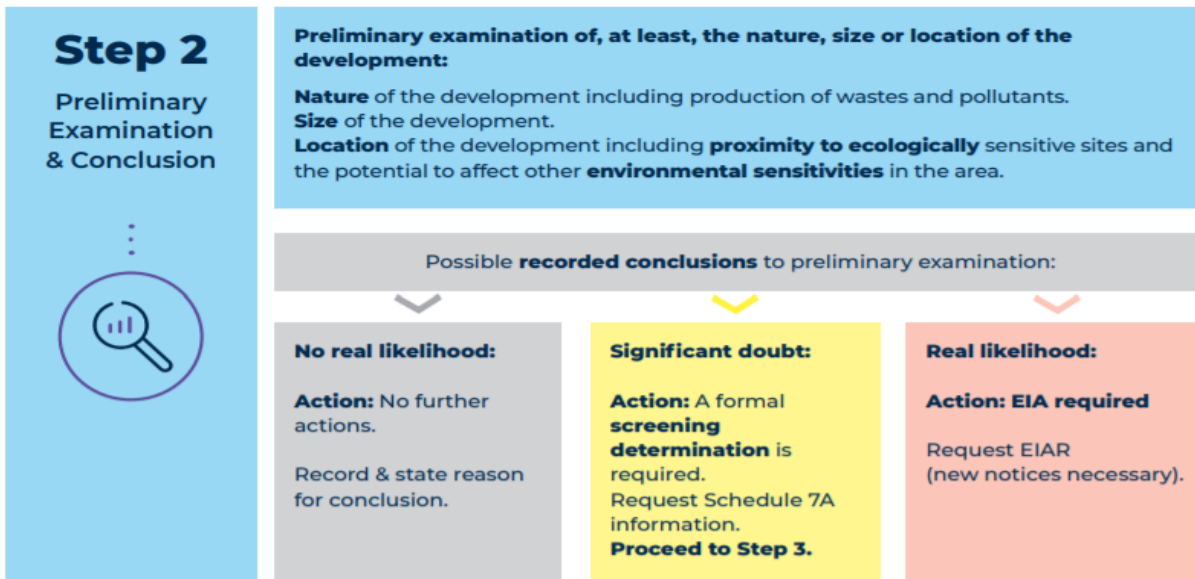 Step 2
Preliminary
Examination
& Conclusion
Preliminary examination of, at least, the nature, size or location of the
development:
Nature of the development including production of wastes and pollutants.
Size of the development.
Location of the development including proximity to ecologically sensitive sites and
the potential to affect other environmental sensitivities in the area.
Possible recorded conclusions to preliminary examination:
No real likelihood:
Action: No further
actions.
Record & state reason
for conclusion.
Significant doubt:
Action: A formal
screening
determination is
required.
Request Schedule 7A
information.
Proceed to Step 3.
Real likelihood:
Action: EIA required
Request EIAR
(new notices necessary).